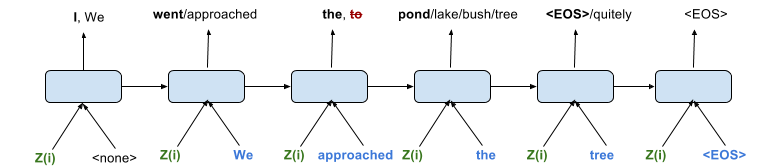 I, We went/approached the, to pond/lake/bush/tree <EOS>/quitely <EOS>
Z(i) <none> Z(i) We Z(i) approached Z(i) the Z(i) tree Z(i) <EOS>